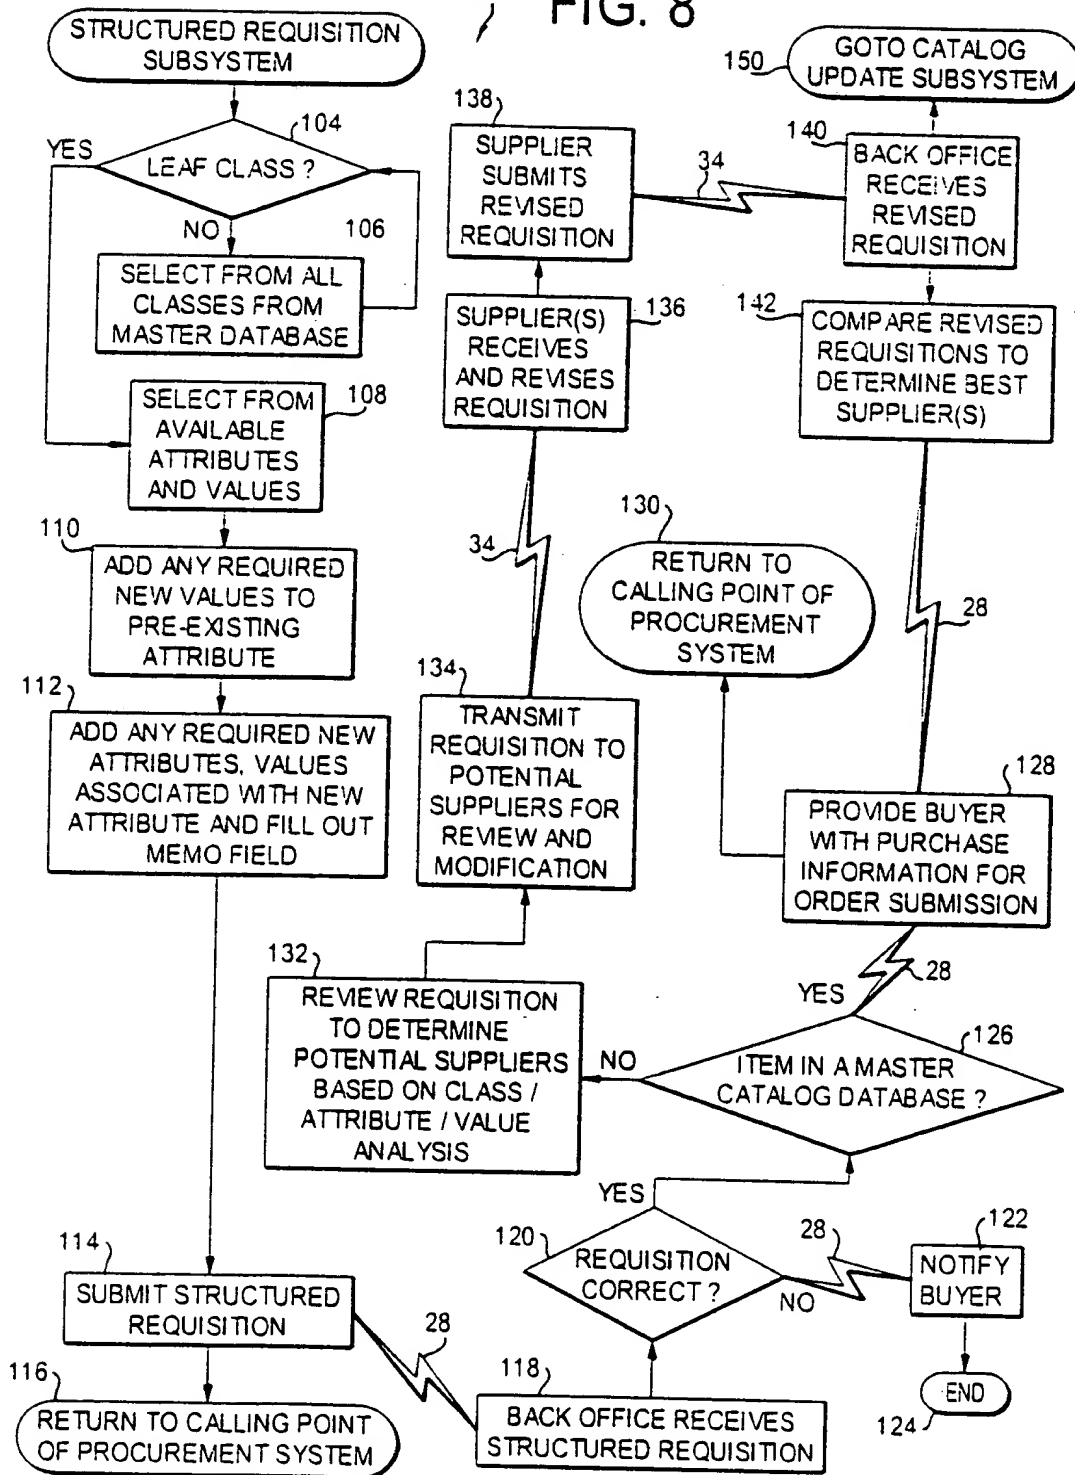 FIG. 8
STRUCTURED REQUISITION
SUBSYSTEM
104
YES
LEAF CLASS ?
NO
106
SELECT FROM ALL
CLASSES FROM
MASTER DATABASE
108
SELECT FROM
AVAILABLE
ATTRIBUTES
AND VALUES
110
ADD ANY REQUIRED
NEW VALUES TO
PRE-EXISTING
ATTRIBUTE
112
ADD ANY REQUIRED NEW
ATTRIBUTES, VALUES
ASSOCIATED WITH NEW
ATTRIBUTE AND FILL OUT
MEMO FIELD
114
SUBMIT STRUCTURED
REQUISITION
28
116
RETURN TO CALLING POINT
OF PROCUREMENT SYSTEM
118
BACK OFFICE RECEIVES
STRUCTURED REQUISITION
120
REQUISITION
CORRECT ?
YES
NO
28
122
NOTIFY
BUYER
END
124
126
ITEM IN A MASTER
CATALOG DATABASE ?
NO
YES
28
128
PROVIDE BUYER
WITH PURCHASE
INFORMATION FOR
ORDER SUBMISSION
130
RETURN TO
CALLING POINT OF
PROCUREMENT
SYSTEM
132
REVIEW REQUISITION
TO DETERMINE
POTENTIAL SUPPLIERS
BASED ON CLASS /
ATTRIBUTE / VALUE
ANALYSIS
134
TRANSMIT
REQUISITION TO
POTENTIAL
SUPPLIERS FOR
REVIEW AND
MODIFICATION
34
136
SUPPLIER(S)
RECEIVES
AND REVISES
REQUISITION
138
SUPPLIER
SUBMITS
REVISED
REQUISITION
34
140
BACK OFFICE
RECEIVES
REVISED
REQUISITION
150
GOTO CATALOG
UPDATE SUBSYSTEM
142
COMPARE REVISED
REQUISITIONS TO
DETERMINE BEST
SUPPLIER(S)
28